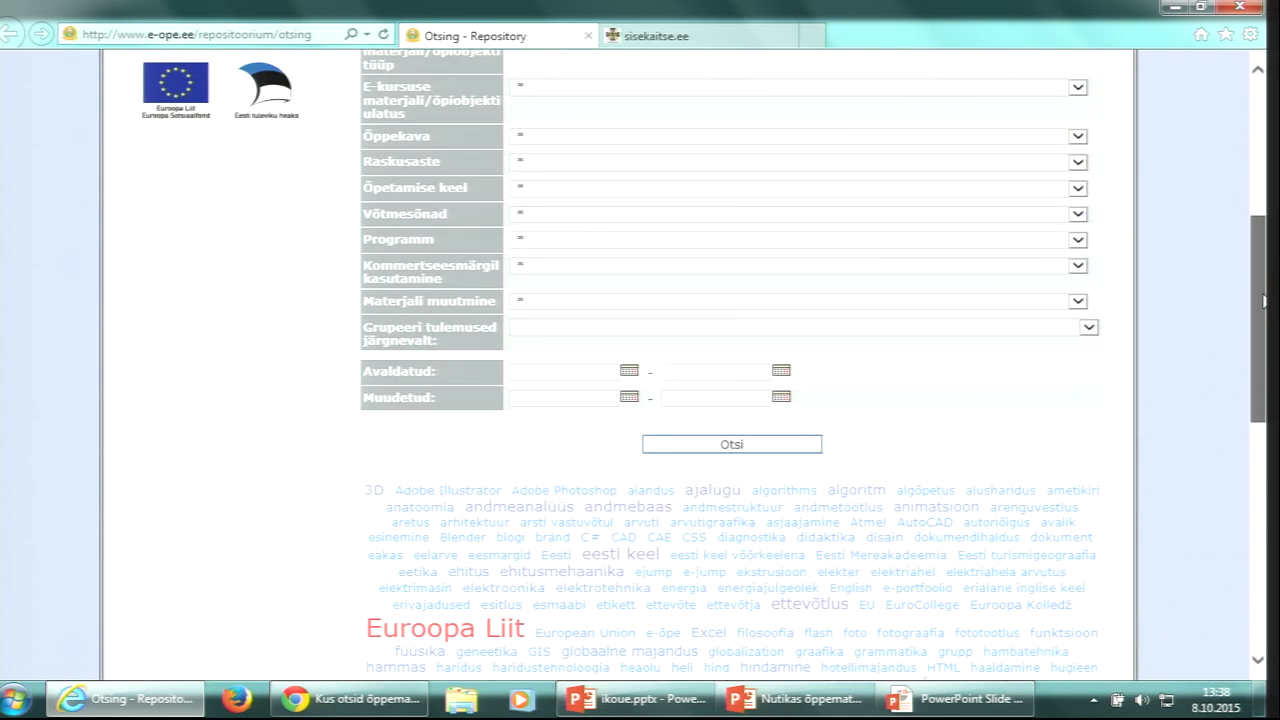 http://www.e-ope.ee/repositoorium/otsing
Otsing - Repository
sisekaitse.ee
materjali/õpiobjekti
tüüp
Euroopa Liit
Euroopa Sotsiaalfond
Eesti tuleviku heaks
E-kursuse
materjali/õpiobjekti
ulatus
*
Õppekava
*
Raskusaste
*
Õpetamise keel
*
Võtmesõnad
*
Programm
*
Kommertseesmärgil
kasutamine
*
Materjali muutmine
*
Grupeeri tulemused
järgnevalt:
Avaldatud:
-
Muudetud:
-
Otsi
3D Adobe Illustrator Adobe Photoshop aiandus ajalugu algorithms algoritm algõpetus alusharidus ametikiri
anatoomia andmeanalüüs andmebaas andmestruktuur andmetöötlus animatsioon arenguvestlus
aretus arhitektuur arsti vastuvõtul arvuti arvutigraafika asjaajamine Atmel AutoCAD autoriõigus avalik
esinemine Blender blogi brand C# CAD CAE CSS diagnostika didaktika disain dokumendihaldus dokument
eakas eelarve eesmärgid Eesti eesti keel eesti keel võõrkeelena Eesti Mereakadeemia Eesti turismigeograafia
eetika ehitus ehitusmehaanika ejump e-jump ekstrusioon elekter elektriahel elektriahela arvutus
elektrimasin elektroonika elektrotehnika energia energiajulgeolek English e-portfoolio erialane inglise keel
erivajadused esitlus esmaabi etikett ettevõte ettevõtja ettevõtlus EU EuroCollege Euroopa Kolledž
Euroopa Liit European Union e-õpe Excel filosoofia flash foto fotograafia fototootlus funktsioon
füüsika geneetika GIS globaalne majandus globalization graafika grammatika grupp hambatehnika
hammas haridus haridustehnoloogia heaolu heli hind hindamine hotellimajandus HTML hääldamine hügieen
Otsing - Reposito...
Kus otsid õppema...
ikoue.pptx - Powe...
Nutikas õppemat...
PowerPoint Slide ...
13:38
8.10.2015